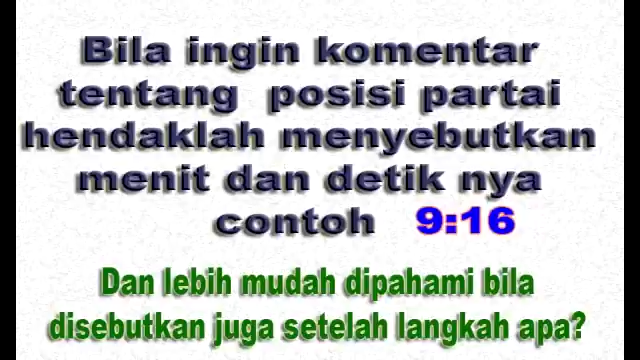 Bila ingin komentar
tentang posisi partai
hendaklah menyebutkan
menit dan detik nya
contoh 9:16
Dan lebih mudah dipahami bila
disebutkan juga setelah langkah apa?